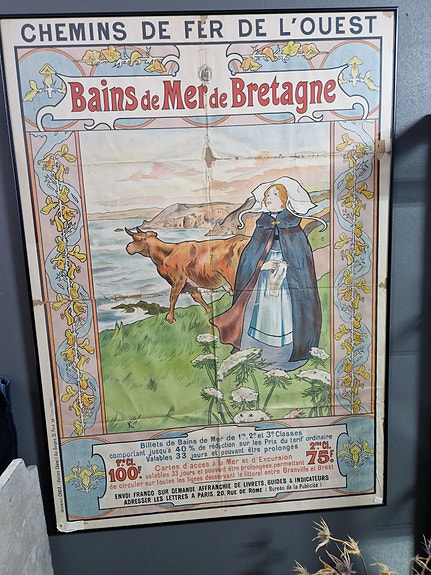 CHEMINS DE FER DE L'OUEST
Bains de Mer de Bretagne
Billets de Bains de Mer de 1re, 2e et 3e Classes
comportant jusqu'à 40 % de réduction sur les Prix du tarif ordinaire
Valables 33 jours et pouvant être prolongés
1re CL. 100F
2me CL. 75F
Cartes d'accès à la Mer et d'Excursion
valables 33 jours et pouvant être prolongées, permettant
de circuler sur toutes les lignes desservant le littoral entre Granville et Brest
ENVOI FRANCO SUR DEMANDE AFFRANCHIE DE LIVRETS, GUIDES & INDICATEURS
ADRESSER LES LETTRES À PARIS, 20, RUE DE ROME (Bureau de la Publicité)